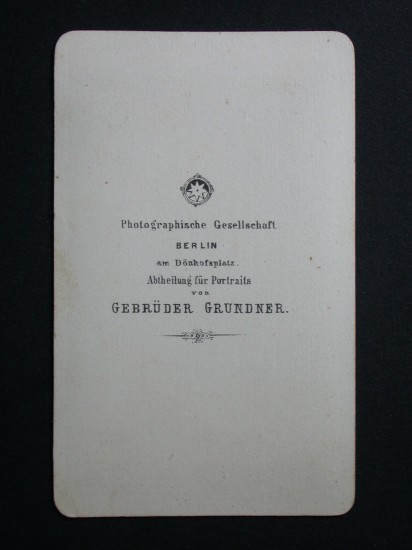 Photographische Gesellschaft
BERLIN
am Dönhofsplatz.
Abtheilung für Portraits
von
GEBRÜDER GRUNDNER.